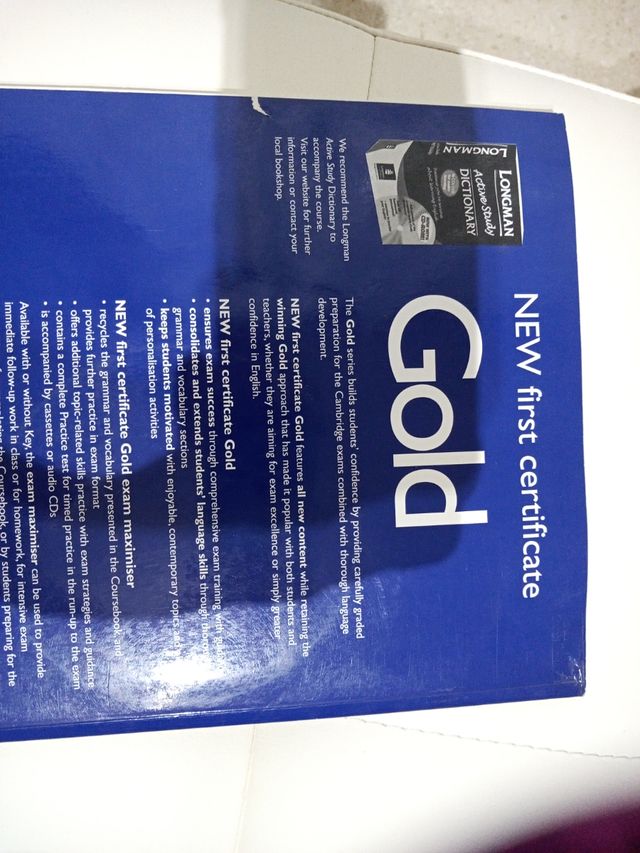 NEW first certificate
Gold
LONGMAN
LONGMAN
Active Study
DICTIONARY
We recommend the Longman
Active Study Dictionary to
accompany the course.
Visit our website for further
information or contact your
local bookshop.
The Gold series builds students' confidence by providing carefully graded
preparation for the Cambridge exams combined with thorough language
development.
NEW first certificate Gold features all new content while retaining the
winning Gold approach that has made it popular with both students and
teachers, whether they are aiming for exam excellence or simply greater
confidence in English.
NEW first certificate Gold
• ensures exam success through comprehensive exam training with
• consolidates and extends students' language skills through
grammar and vocabulary sections
• keeps students motivated with enjoyable, contemporary topics and
of personalisation activities
NEW first certificate Gold exam maximiser
• recycles the grammar and vocabulary presented in the Coursebook and
provides further practice in exam format
• offers additional topic-related skills practice with exam strategies and guidance
• contains a complete Practice test for timed practice in the run-up to the exam
• is accompanied by cassettes or audio CDs
Available with or without Key, the exam maximiser can be used to provide
immediate follow-up work in class or for homework, for intensive exam
the Coursebook, or by students preparing for the